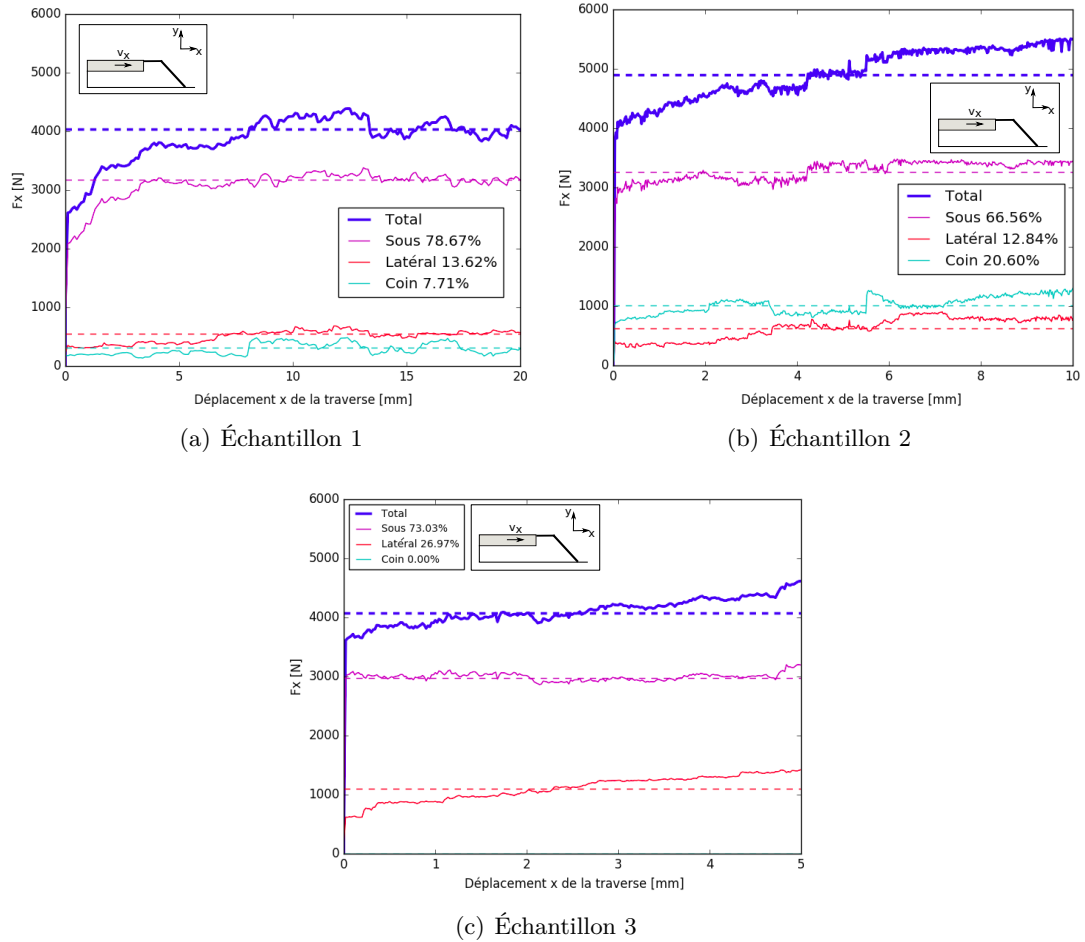 6000
5000
4000
3000
2000
1000
0
Fx [N]
y
x
vx
Total
Sous 78.67%
Latéral 13.62%
Coin 7.71%
0 5 10 15 20
Déplacement x de la traverse [mm]
(a) Échantillon 1
6000
5000
4000
3000
2000
1000
0
Fx [N]
y
x
vx
Total
Sous 66.56%
Latéral 12.84%
Coin 20.60%
0 2 4 6 8 10
Déplacement x de la traverse [mm]
(b) Échantillon 2
6000
5000
4000
3000
2000
1000
0
Fx [N]
Total
Sous 73.03%
Latéral 26.97%
Coin 0.00%
y
x
vx
0 1 2 3 4 5
Déplacement x de la traverse [mm]
(c) Échantillon 3